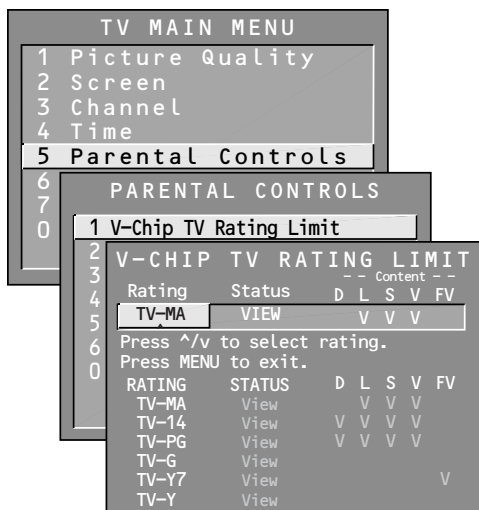 TV MAIN MENU
1 Picture Quality
2 Screen
3 Channel
4 Time
5 Parental Controls
6
7
0
PARENTAL CONTROLS
1 V-Chip TV Rating Limit
2
3
4
5
6
0
V-CHIP TV RATING LIMIT
-- Content --
Rating Status D L S V FV
TV-MA VIEW V V V
Press ^/v to select rating.
Press MENU to exit.
RATING STATUS D L S V FV
TV-MA View V V V
TV-14 View V V V V
TV-PG View V V V V
TV-G View
TV-Y7 View V
TV-Y View